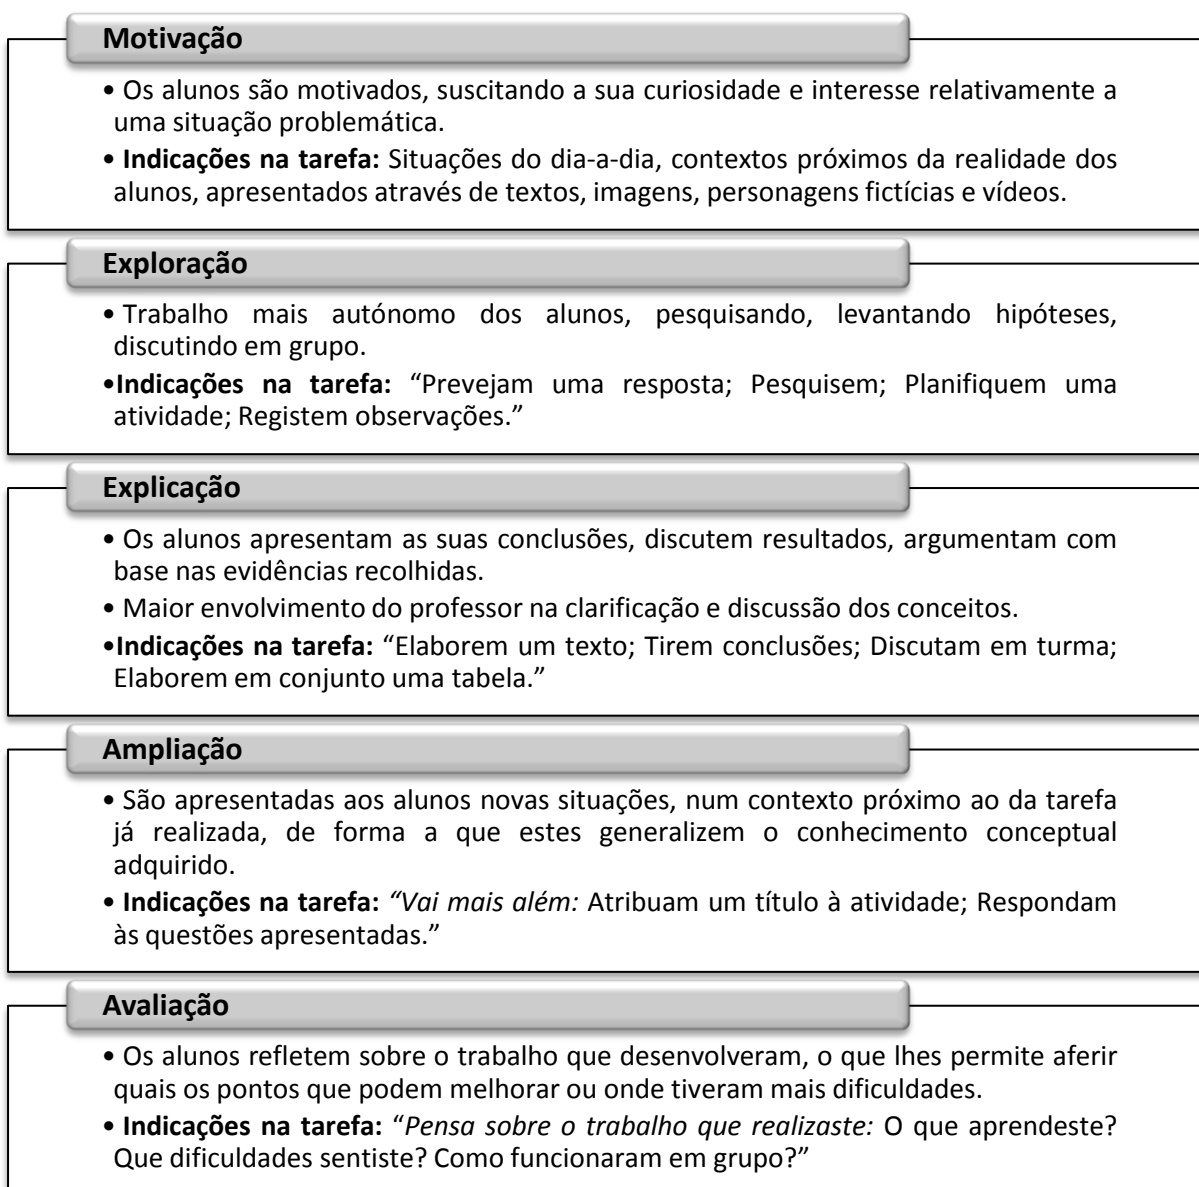 Motivação
• Os alunos são motivados, suscitando a sua curiosidade e interesse relativamente a
uma situação problemática.
• Indicações na tarefa: Situações do dia-a-dia, contextos próximos da realidade dos
alunos, apresentados através de textos, imagens, personagens fictícias e vídeos.
Exploração
• Trabalho mais autónomo dos alunos, pesquisando, levantando hipóteses,
discutindo em grupo.
•Indicações na tarefa: “Prevejam uma resposta; Pesquisem; Planifiquem uma
atividade; Registem observações.”
Explicação
• Os alunos apresentam as suas conclusões, discutem resultados, argumentam com
base nas evidências recolhidas.
• Maior envolvimento do professor na clarificação e discussão dos conceitos.
•Indicações na tarefa: “Elaborem um texto; Tirem conclusões; Discutam em turma;
Elaborem em conjunto uma tabela.”
Ampliação
• São apresentadas aos alunos novas situações, num contexto próximo ao da tarefa
já realizada, de forma a que estes generalizem o conhecimento conceptual
adquirido.
• Indicações na tarefa: “Vai mais além: Atribuam um título à atividade; Respondam
às questões apresentadas.”
Avaliação
• Os alunos refletem sobre o trabalho que desenvolveram, o que lhes permite aferir
quais os pontos que podem melhorar ou onde tiveram mais dificuldades.
• Indicações na tarefa: “Pensa sobre o trabalho que realizaste: O que aprendeste?
Que dificuldades sentiste? Como funcionaram em grupo?”